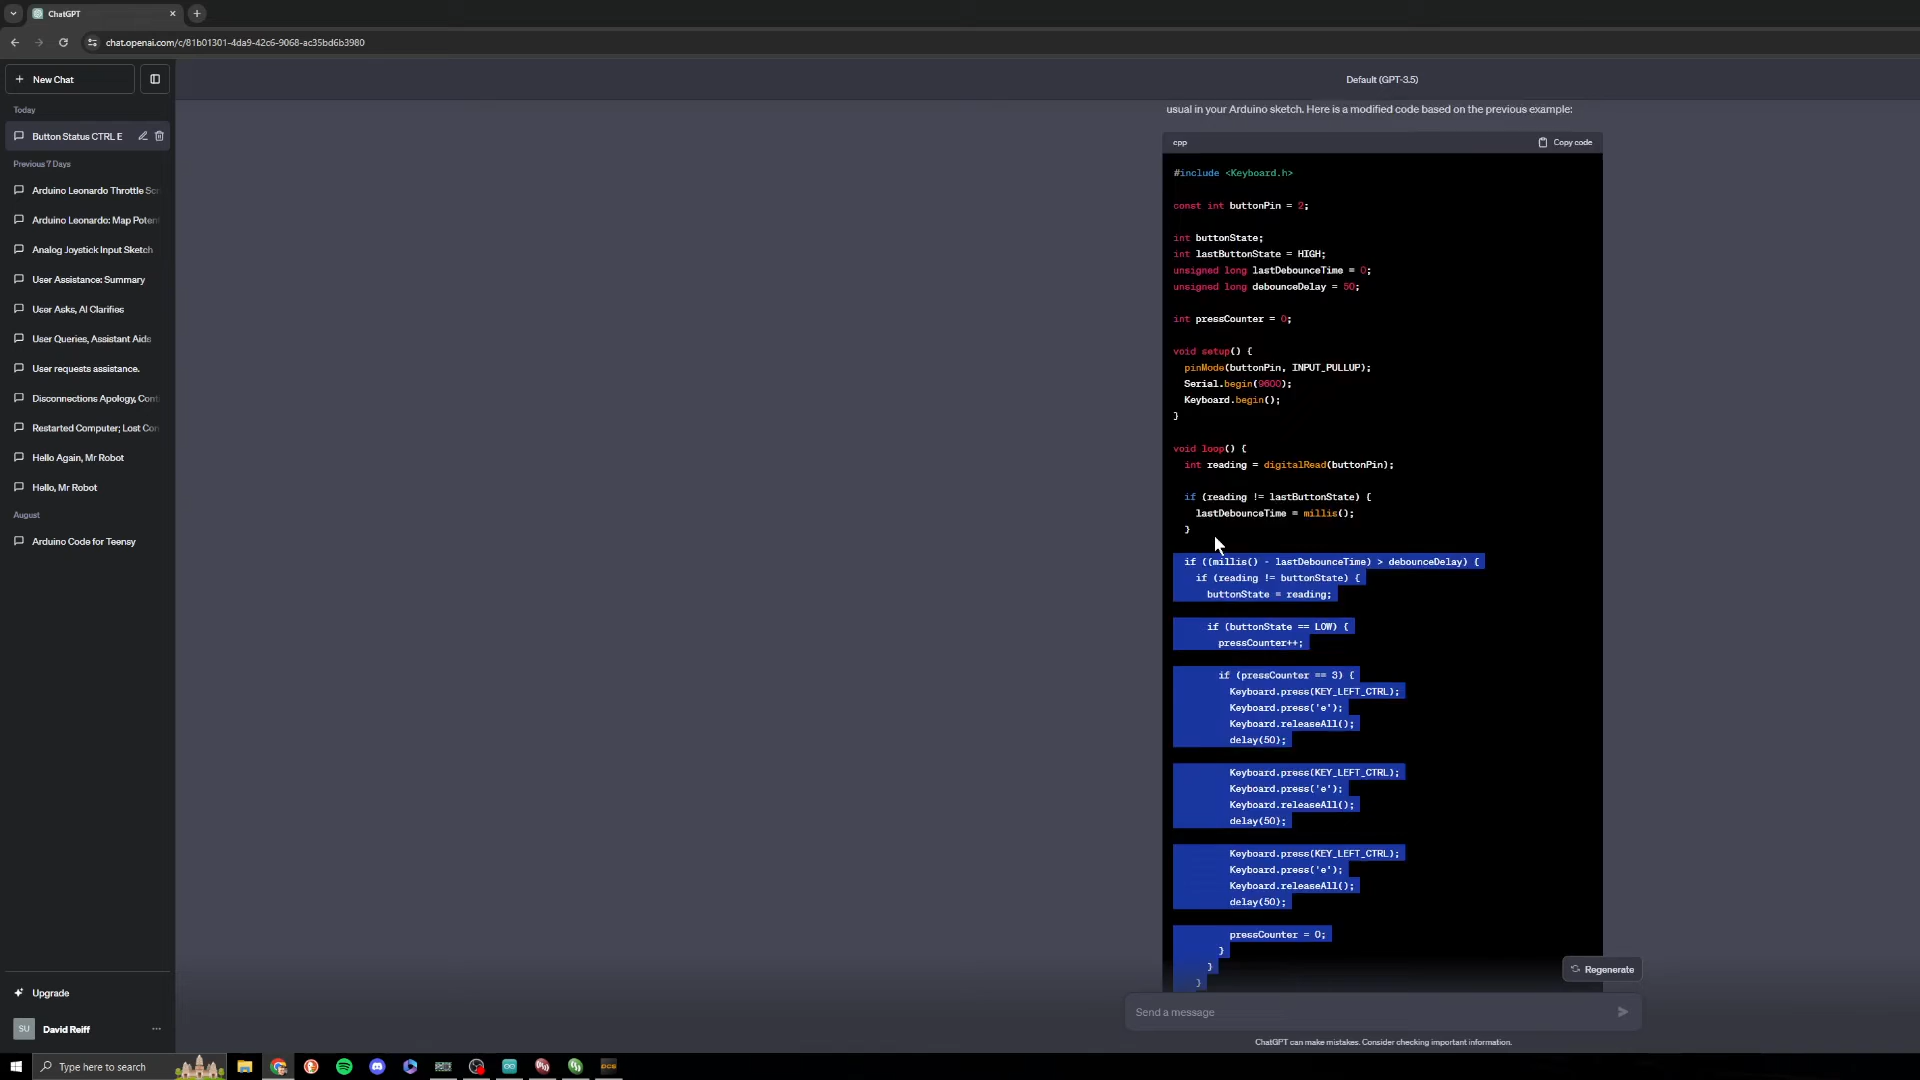 ChatGPT
chat.openai.com/c/81b01301-4da9-42c6-9068-ac35bd6b3980
New Chat
Today
Button Status CTRL E
Previous 7 Days
Arduino Leonardo Throttle Scr
Arduino Leonardo: Map Poten
Analog Joystick Input Sketch
User Assistance: Summary
User Asks, AI Clarifies
User Queries, Assistant Aids
User requests assistance.
Disconnections Apology, Cont
Restarted Computer; Lost Con
Hello Again, Mr Robot
Hello, Mr Robot
August
Arduino Code for Teensy
Upgrade
SU David Reiff
Default (GPT-3.5)
usual in your Arduino sketch. Here is a modified code based on the previous example:
cpp Copy code
#include <Keyboard.h>
const int buttonPin = 2;
int buttonState;
int lastButtonState = HIGH;
unsigned long lastDebounceTime = 0;
unsigned long debounceDelay = 50;
int pressCounter = 0;
void setup() {
pinMode(buttonPin, INPUT_PULLUP);
Serial.begin(9600);
Keyboard.begin();
}
void loop() {
int reading = digitalRead(buttonPin);
if (reading != lastButtonState) {
lastDebounceTime = millis();
}
if ((millis() - lastDebounceTime) > debounceDelay) {
if (reading != buttonState) {
buttonState = reading;
if (buttonState == LOW) {
pressCounter++;
if (pressCounter == 3) {
Keyboard.press(KEY_LEFT_CTRL);
Keyboard.press('e');
Keyboard.releaseAll();
delay(50);
Keyboard.press(KEY_LEFT_CTRL);
Keyboard.press('e');
Keyboard.releaseAll();
delay(50);
Keyboard.press(KEY_LEFT_CTRL);
Keyboard.press('e');
Keyboard.releaseAll();
delay(50);
pressCounter = 0;
}
}
}
Regenerate
Send a message
ChatGPT can make mistakes. Consider checking important information.
Type here to search